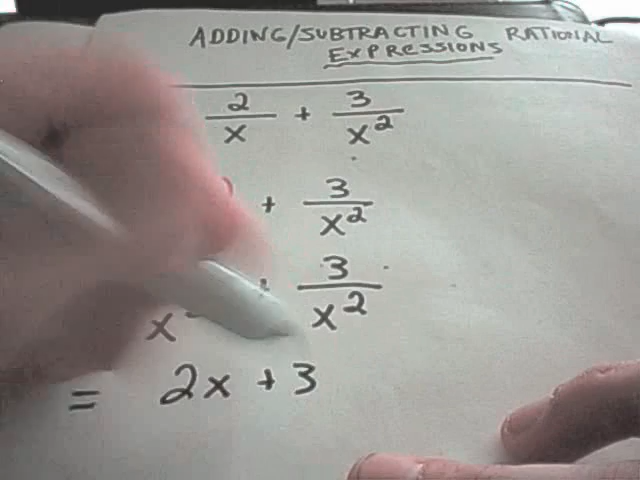 ADDING/SUBTRACTING RATIONAL
EXPRESSIONS
2/x + 3/x²
+ 3/x²
x + 3/x²
= 2x + 3